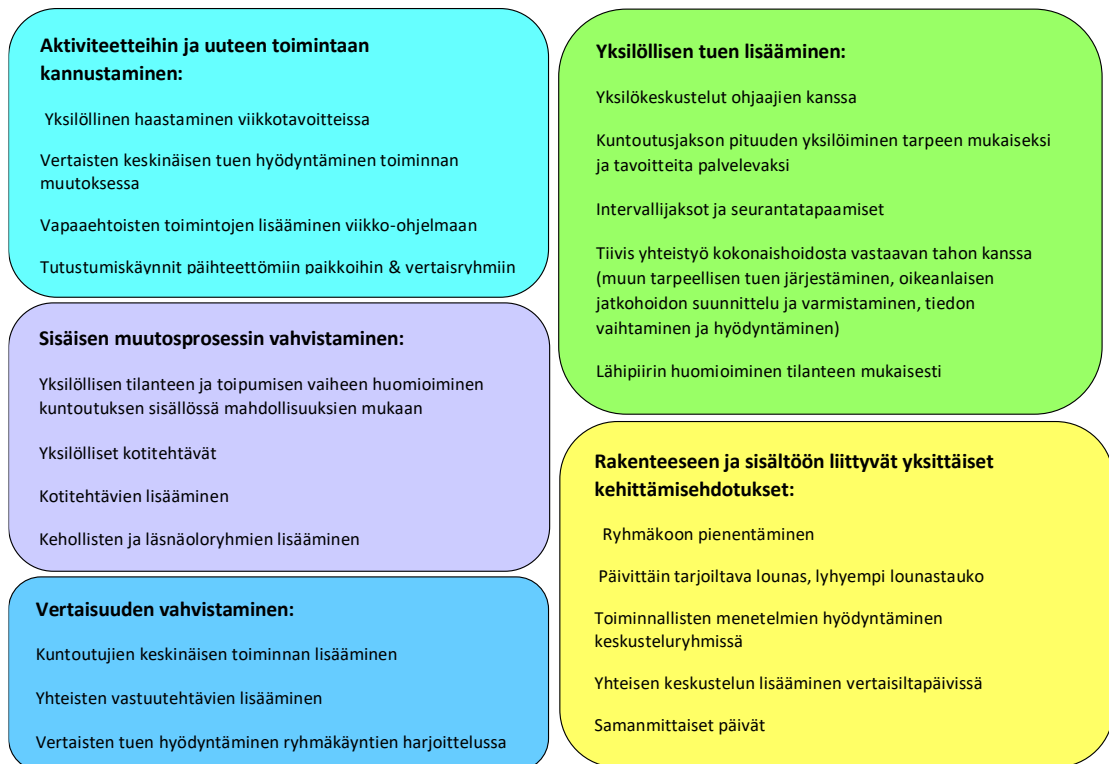 Aktiviteetteihin ja uuteen toimintaan
kannustaminen:
Yksilöllinen haastaminen viikkotavoitteissa
Vertaisten keskinäisen tuen hyödyntäminen toiminnan
muutoksessa
Vapaaehtoisten toimintojen lisääminen viikko-ohjelmaan
Tutustumiskäynnit päihteettömiin paikkoihin & vertaisryhmiin
Sisäisen muutosprosessin vahvistaminen:
Yksilöllisen tilanteen ja toipumisen vaiheen huomioiminen
kuntoutuksen sisällössä mahdollisuuksien mukaan
Yksilölliset kotitehtävät
Kotitehtävien lisääminen
Kehollisten ja läsnäoloryhmien lisääminen
Vertaisuuden vahvistaminen:
Kuntoutujien keskinäisen toiminnan lisääminen
Yhteisten vastuutehtävien lisääminen
Vertaisten tuen hyödyntäminen ryhmäkäyntien harjoittelussa
Yksilöllisen tuen lisääminen:
Yksilökeskustelut ohjaajien kanssa
Kuntoutusjakson pituuden yksilöiminen tarpeen mukaiseksi
ja tavoitteita palvelevaksi
Intervallijaksot ja seurantatapaamiset
Tiivis yhteistyö kokonaishoidosta vastaavan tahon kanssa
(muun tarpeellisen tuen järjestäminen, oikeanlaisen
jatkohoidon suunnittelu ja varmistaminen, tiedon
vaihtaminen ja hyödyntäminen)
Lähipiirin huomioiminen tilanteen mukaisesti
Rakenteeseen ja sisältöön liittyvät yksittäiset
kehittämisehdotukset:
Ryhmäkoon pienentäminen
Päivittäin tarjoiltava lounas, lyhyempi lounastauko
Toiminnallisten menetelmien hyödyntäminen
keskusteluryhmissä
Yhteisen keskustelun lisääminen vertaisiltapäivissä
Samanmittaiset päivät